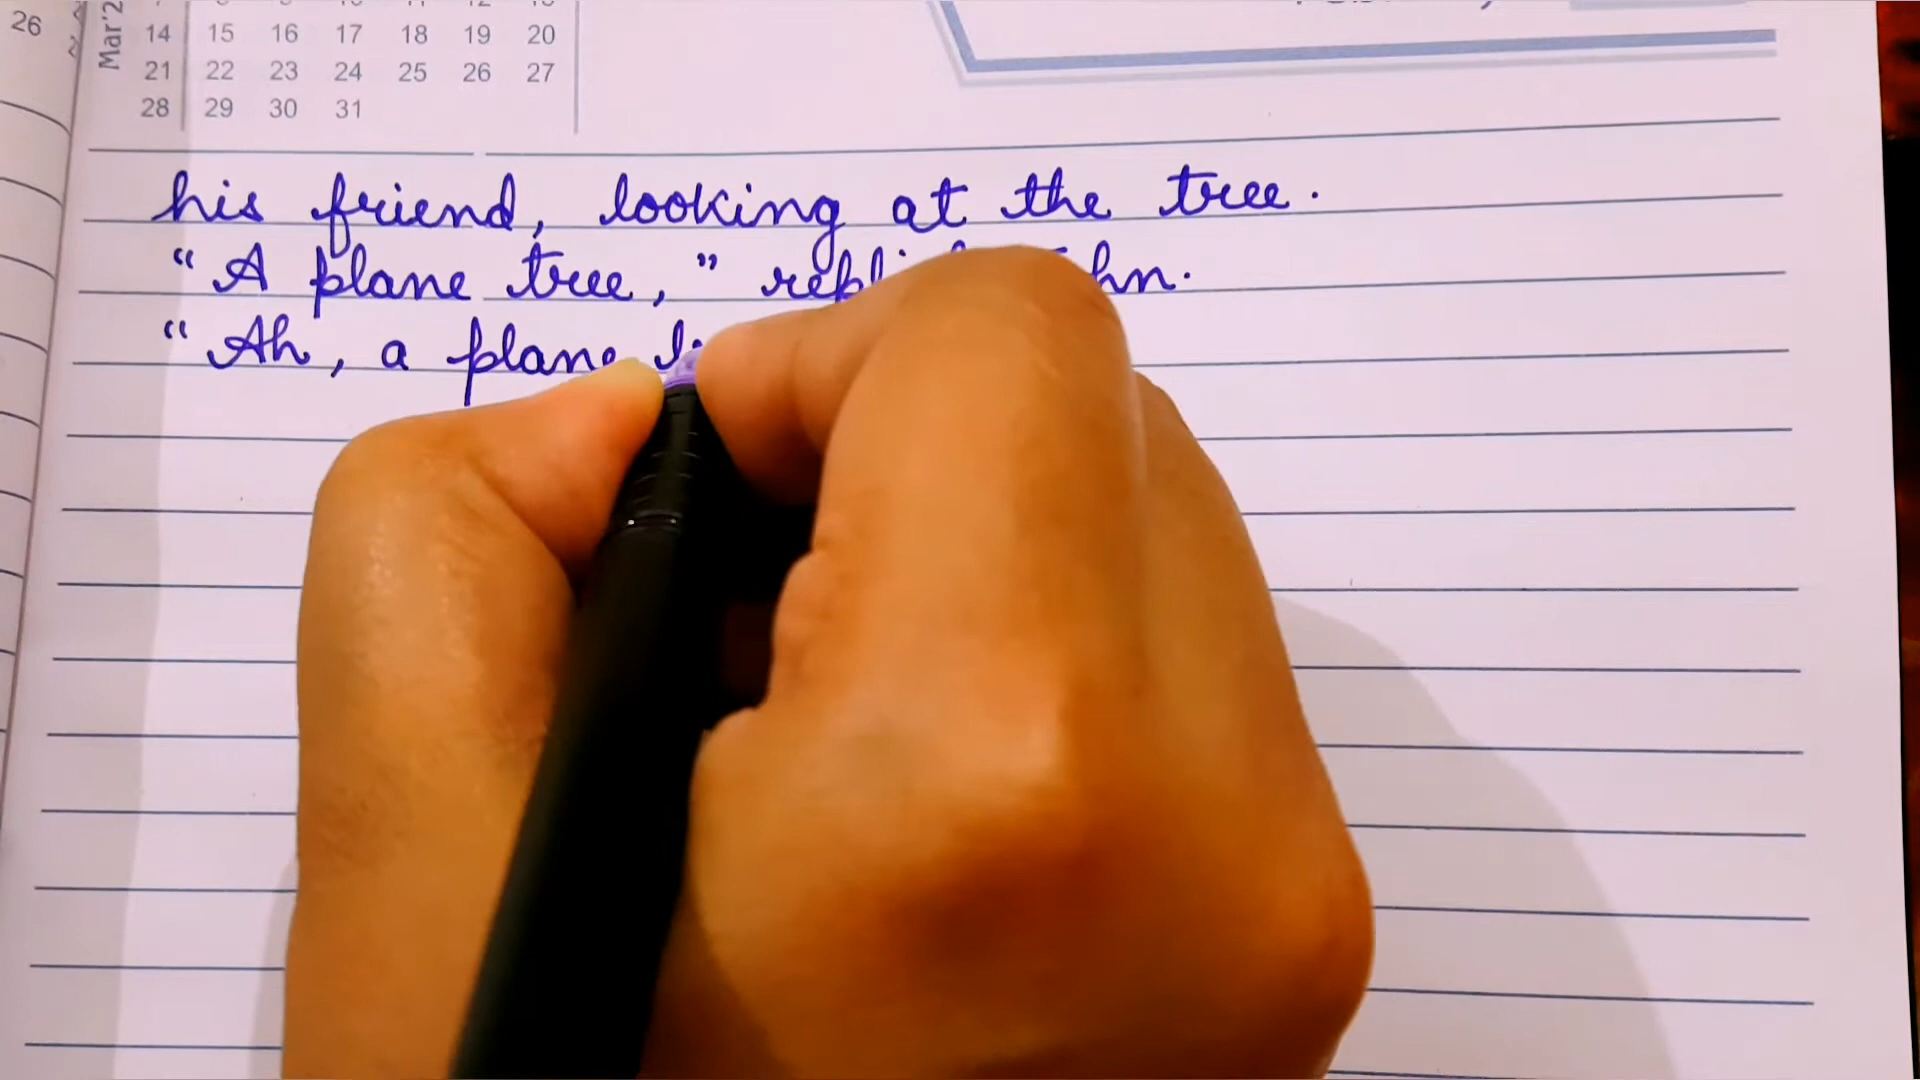 26
Mar'2
14 15 16 17 18 19 20
21 22 23 24 25 26 27
28 29 30 31
his friend, looking at the tree.
“A plane tree,”
“Ah, a plane